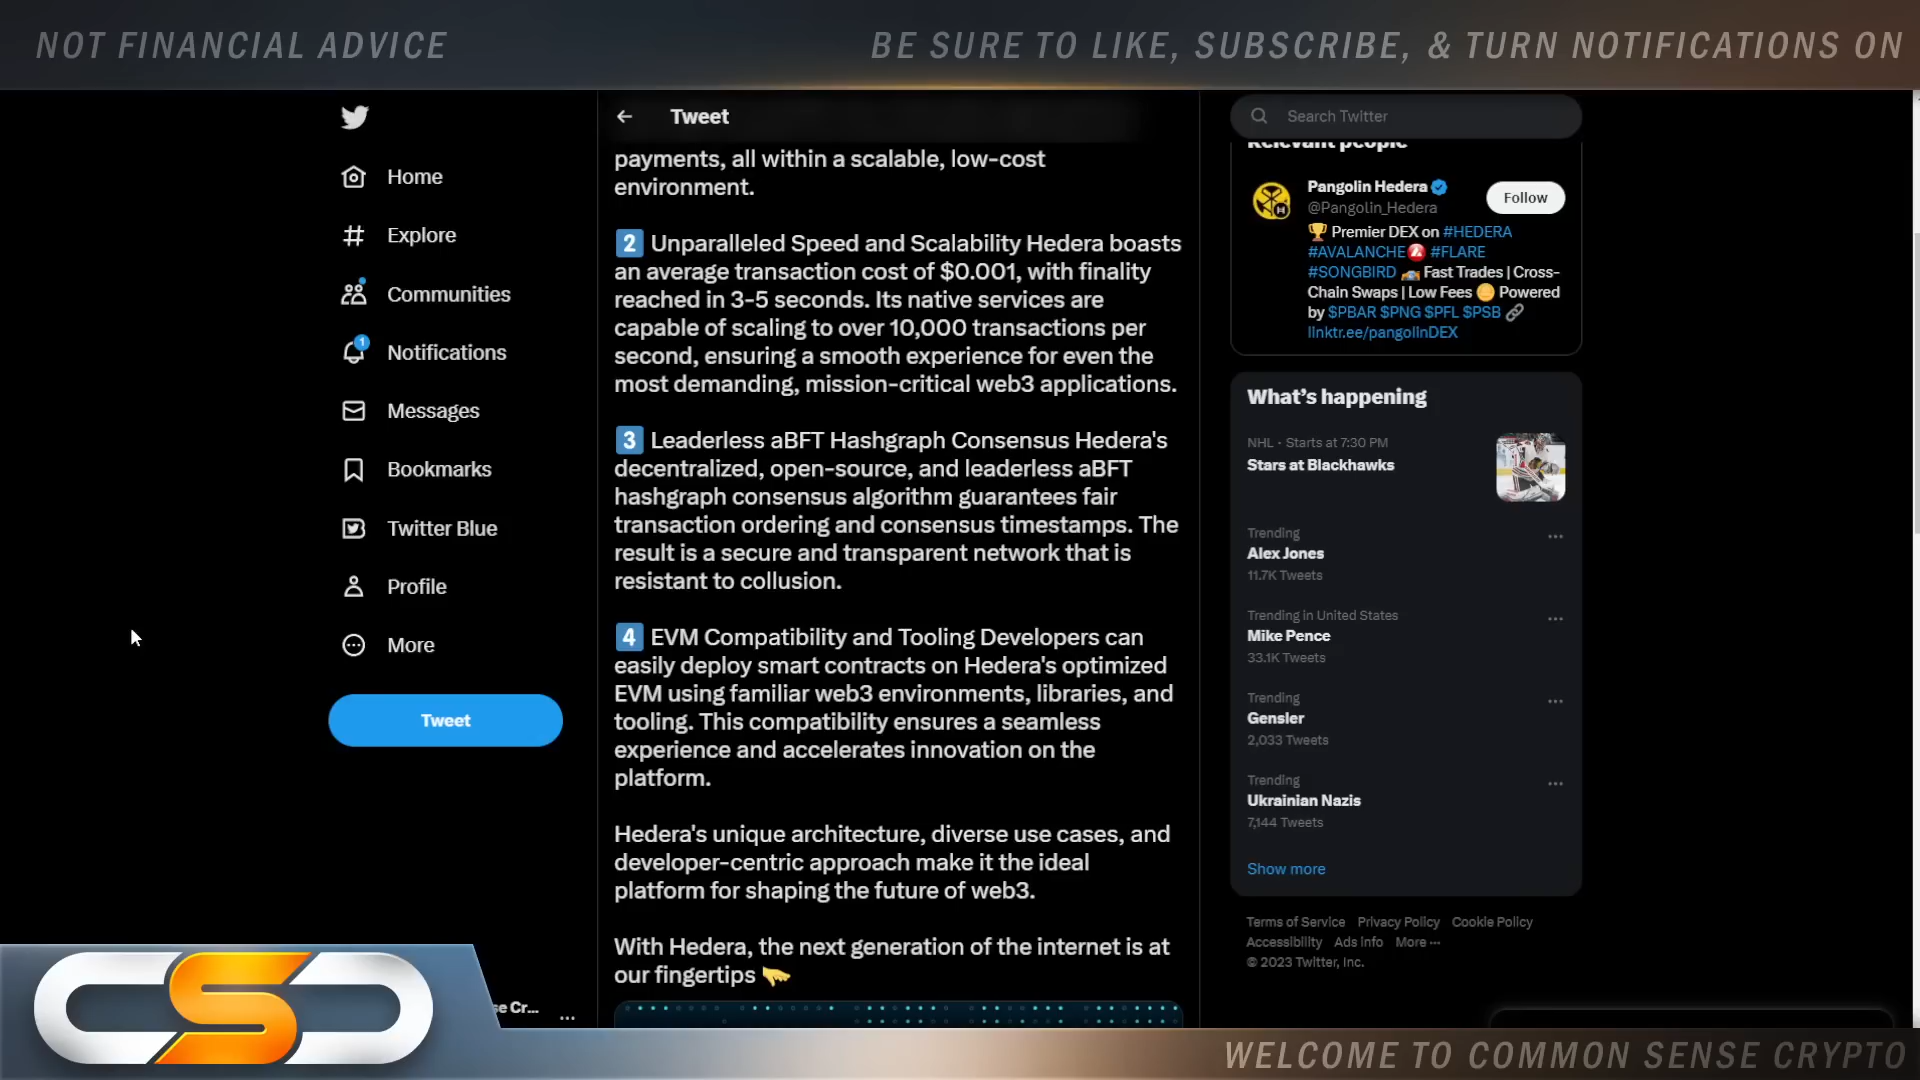 NOT FINANCIAL ADVICE
BE SURE TO LIKE, SUBSCRIBE, & TURN NOTIFICATIONS ON
Home
Explore
Communities
1
Notifications
Messages
Bookmarks
Twitter Blue
Profile
More
Tweet
se Cr...
Tweet
payments, all within a scalable, low-cost
environment.
2 Unparalleled Speed and Scalability Hedera boasts
an average transaction cost of $0.001, with finality
reached in 3-5 seconds. Its native services are
capable of scaling to over 10,000 transactions per
second, ensuring a smooth experience for even the
most demanding, mission-critical web3 applications.
3 Leaderless aBFT Hashgraph Consensus Hedera's
decentralized, open-source, and leaderless aBFT
hashgraph consensus algorithm guarantees fair
transaction ordering and consensus timestamps. The
result is a secure and transparent network that is
resistant to collusion.
4 EVM Compatibility and Tooling Developers can
easily deploy smart contracts on Hedera's optimized
EVM using familiar web3 environments, libraries, and
tooling. This compatibility ensures a seamless
experience and accelerates innovation on the
platform.
Hedera's unique architecture, diverse use cases, and
developer-centric approach make it the ideal
platform for shaping the future of web3.
With Hedera, the next generation of the internet is at
our fingertips
Search Twitter
Relevant people
Pangolin Hedera
@Pangolin_Hedera
Follow
Premier DEX on #HEDERA
#AVALANCHE #FLARE
#SONGBIRD Fast Trades | Cross-
Chain Swaps | Low Fees Powered
by $PBAR $PNG $PFL $PSB
linktr.ee/pangolinDEX
What's happening
NHL · Starts at 7:30 PM
Stars at Blackhawks
Trending
Alex Jones
11.7K Tweets
Trending in United States
Mike Pence
33.1K Tweets
Trending
Gensler
2,033 Tweets
Trending
Ukrainian Nazis
7,144 Tweets
Show more
Terms of Service Privacy Policy Cookie Policy
Accessibility Ads info More ···
© 2023 Twitter, Inc.
CSC
WELCOME TO COMMON SENSE CRYPTO